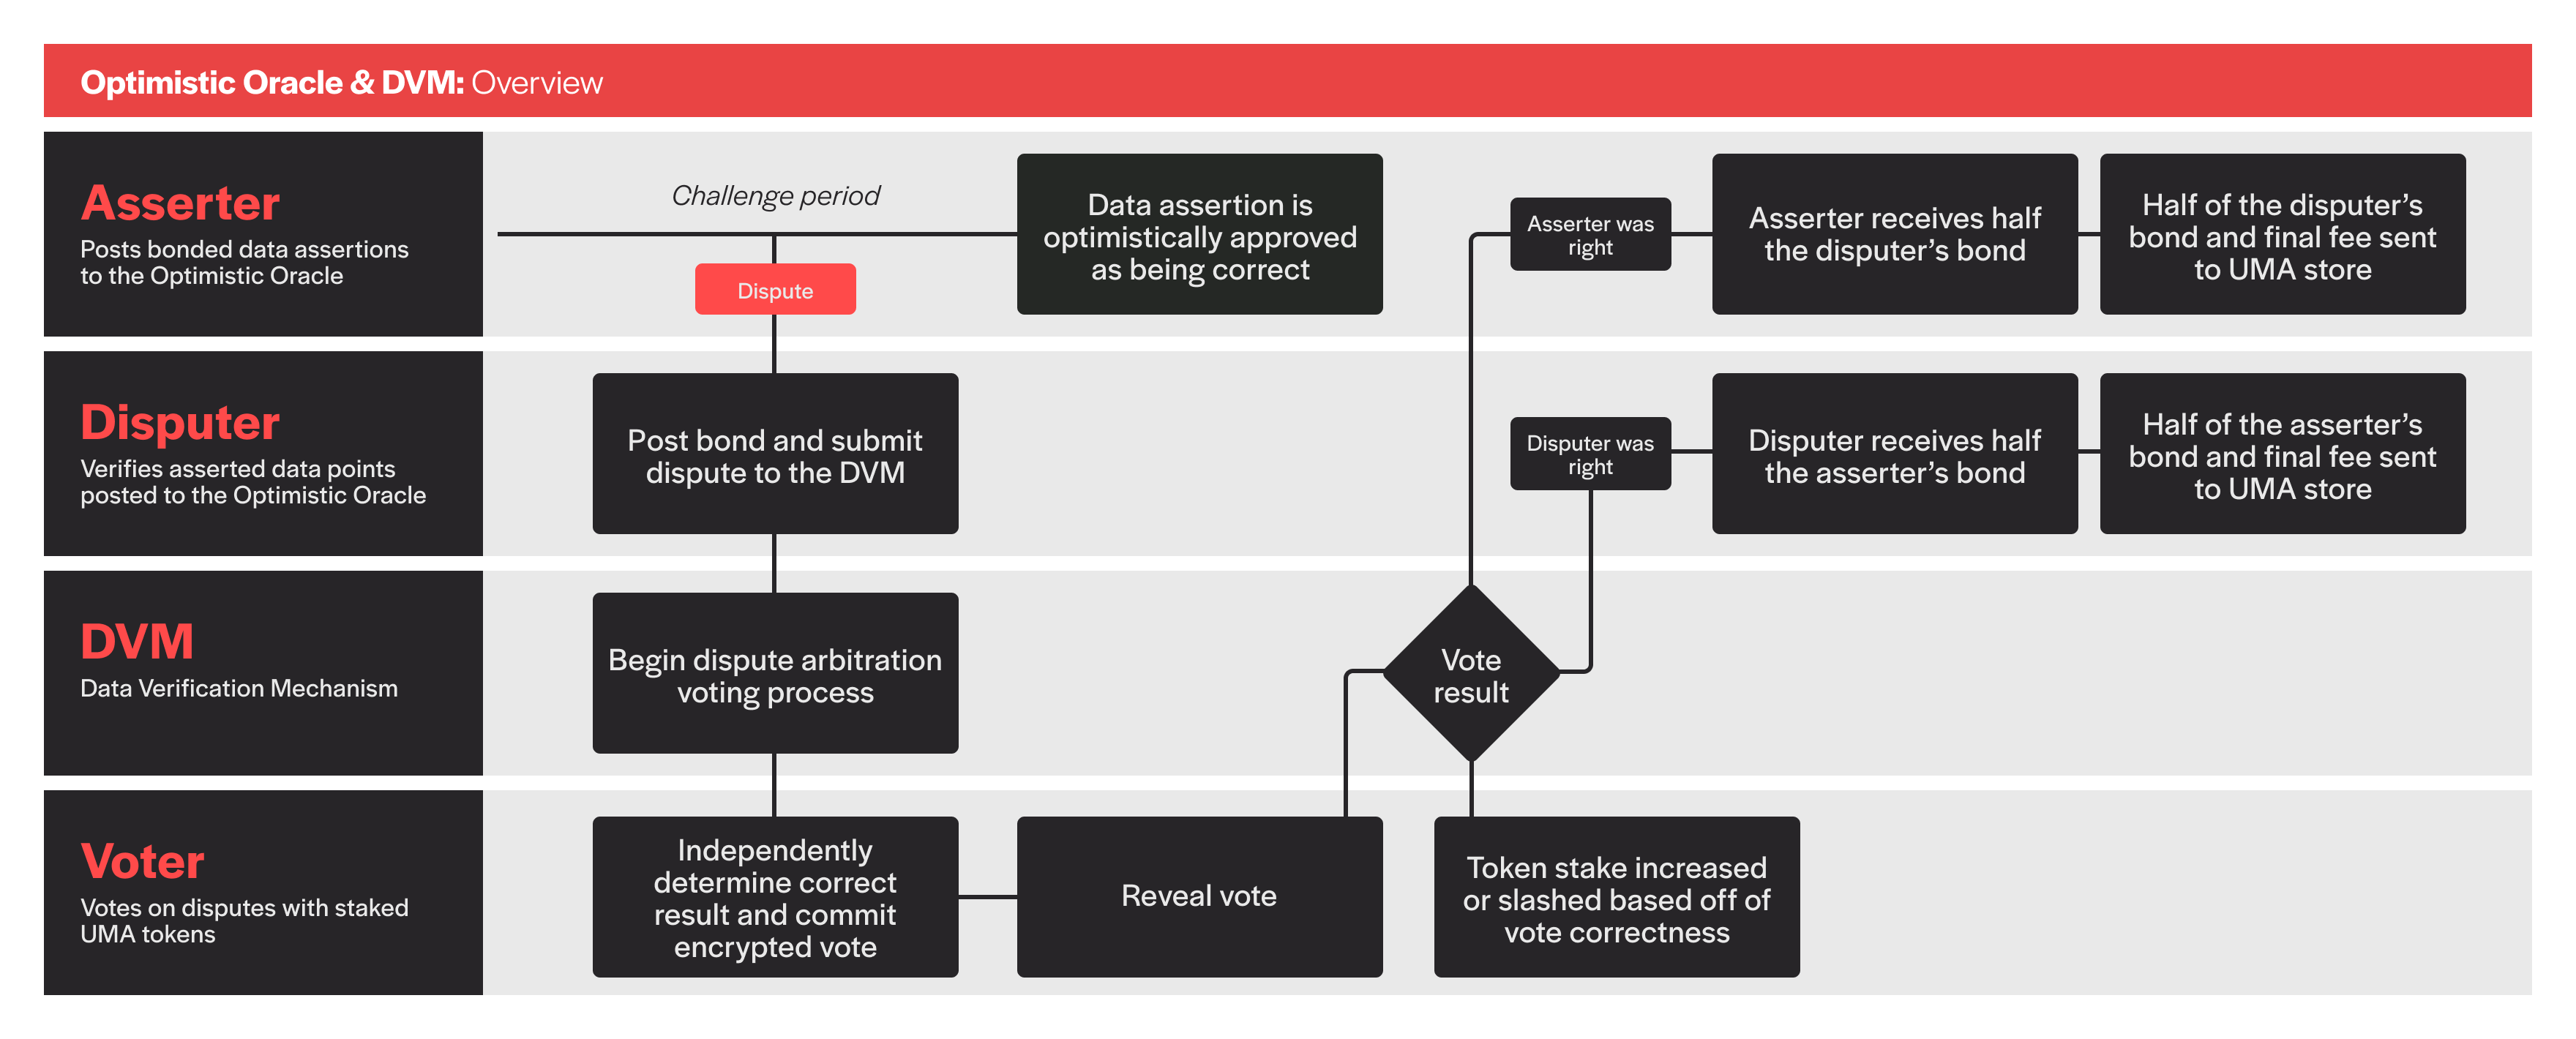 Optimistic Oracle & DVM: Overview
Asserter
Posts bonded data assertions
to the Optimistic Oracle
Challenge period
Dispute
Data assertion is
optimistically approved
as being correct
Asserter was
right
Asserter receives half
the disputer’s bond
Half of the disputer’s
bond and final fee sent
to UMA store
Disputer
Verifies asserted data points
posted to the Optimistic Oracle
Post bond and submit
dispute to the DVM
Disputer was
right
Disputer receives half
the asserter’s bond
Half of the asserter’s
bond and final fee sent
to UMA store
DVM
Data Verification Mechanism
Begin dispute arbitration
voting process
Vote
result
Voter
Votes on disputes with staked
UMA tokens
Independently
determine correct
result and commit
encrypted vote
Reveal vote
Token stake increased
or slashed based off of
vote correctness